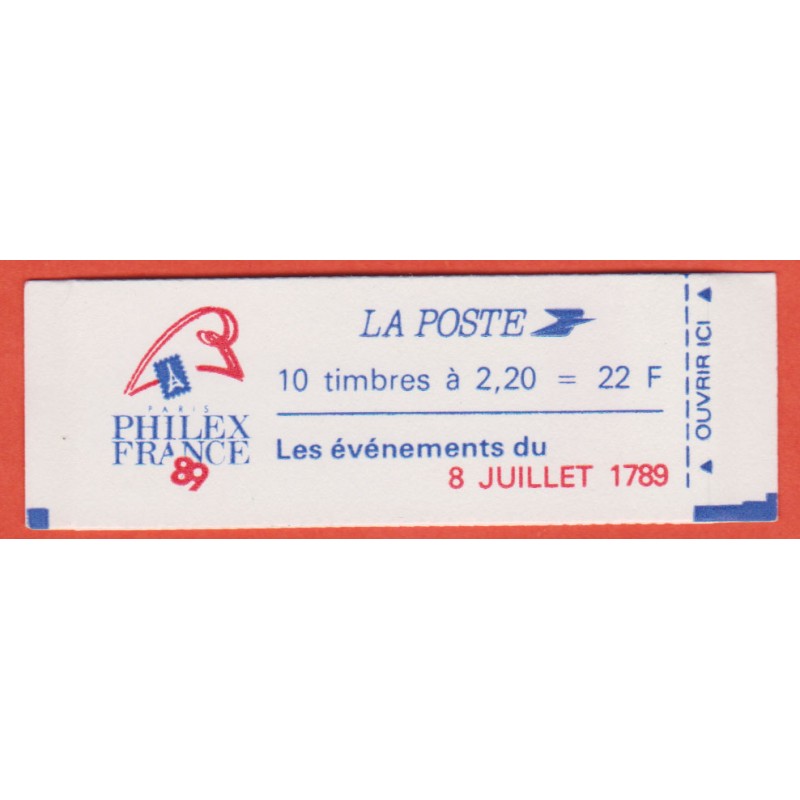 LA POSTE
10 timbres à 2,20 = 22 F
PARIS
PHILEX
FRANCE
89
Les événements du
8 JUILLET 1789
OUVRIR ICI